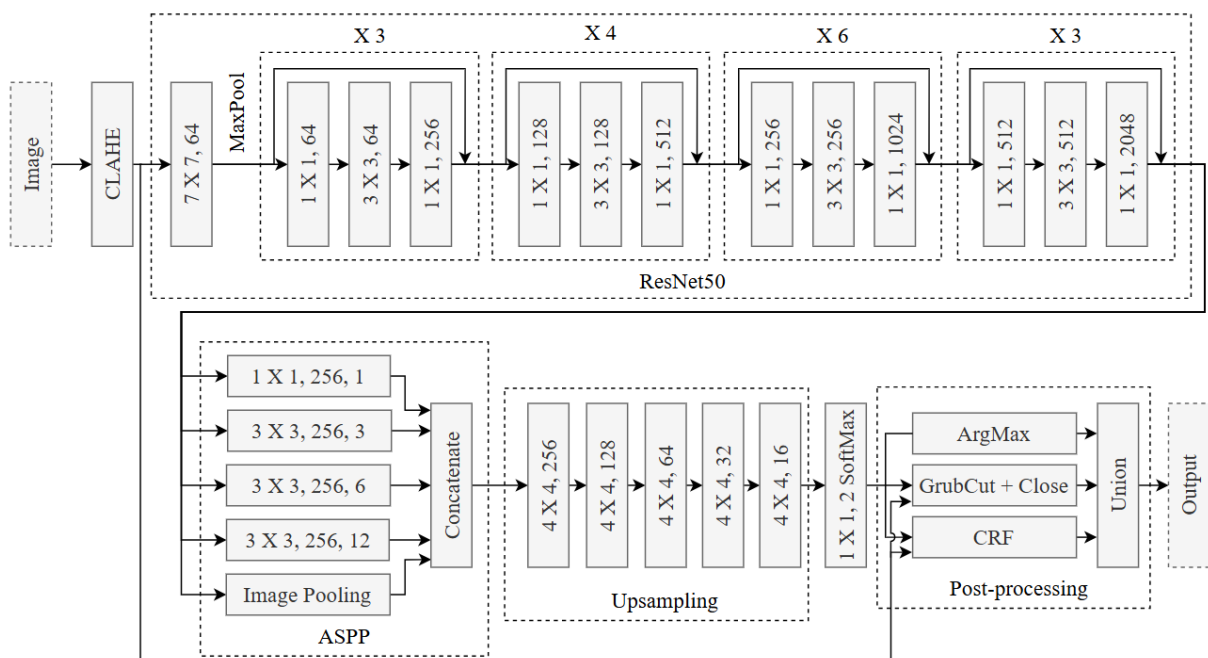 X 3
X 4
X 6
X 3
Image
CLAHE
7 X 7, 64
MaxPool
1 X 1, 64
3 X 3, 64
1 X 1, 256
1 X 1, 128
3 X 3, 128
1 X 1, 512
1 X 1, 256
3 X 3, 256
1 X 1, 1024
1 X 1, 512
3 X 3, 512
1 X 1, 2048
ResNet50
1 X 1, 256, 1
3 X 3, 256, 3
3 X 3, 256, 6
3 X 3, 256, 12
Image Pooling
Concatenate
ASPP
4 X 4, 256
4 X 4, 128
4 X 4, 64
4 X 4, 32
4 X 4, 16
Upsampling
1 X 1, 2 SoftMax
ArgMax
GrubCut + Close
CRF
Union
Post-processing
Output